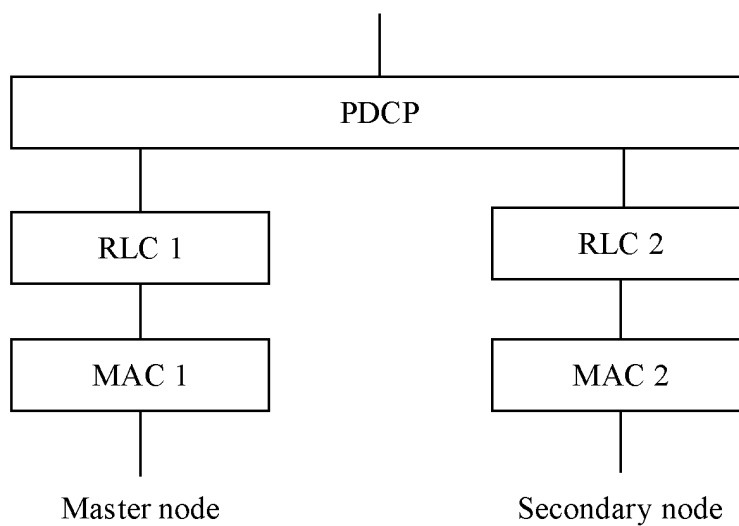 PDCP
RLC 1
RLC 2
MAC 1
MAC 2
Master node
Secondary node